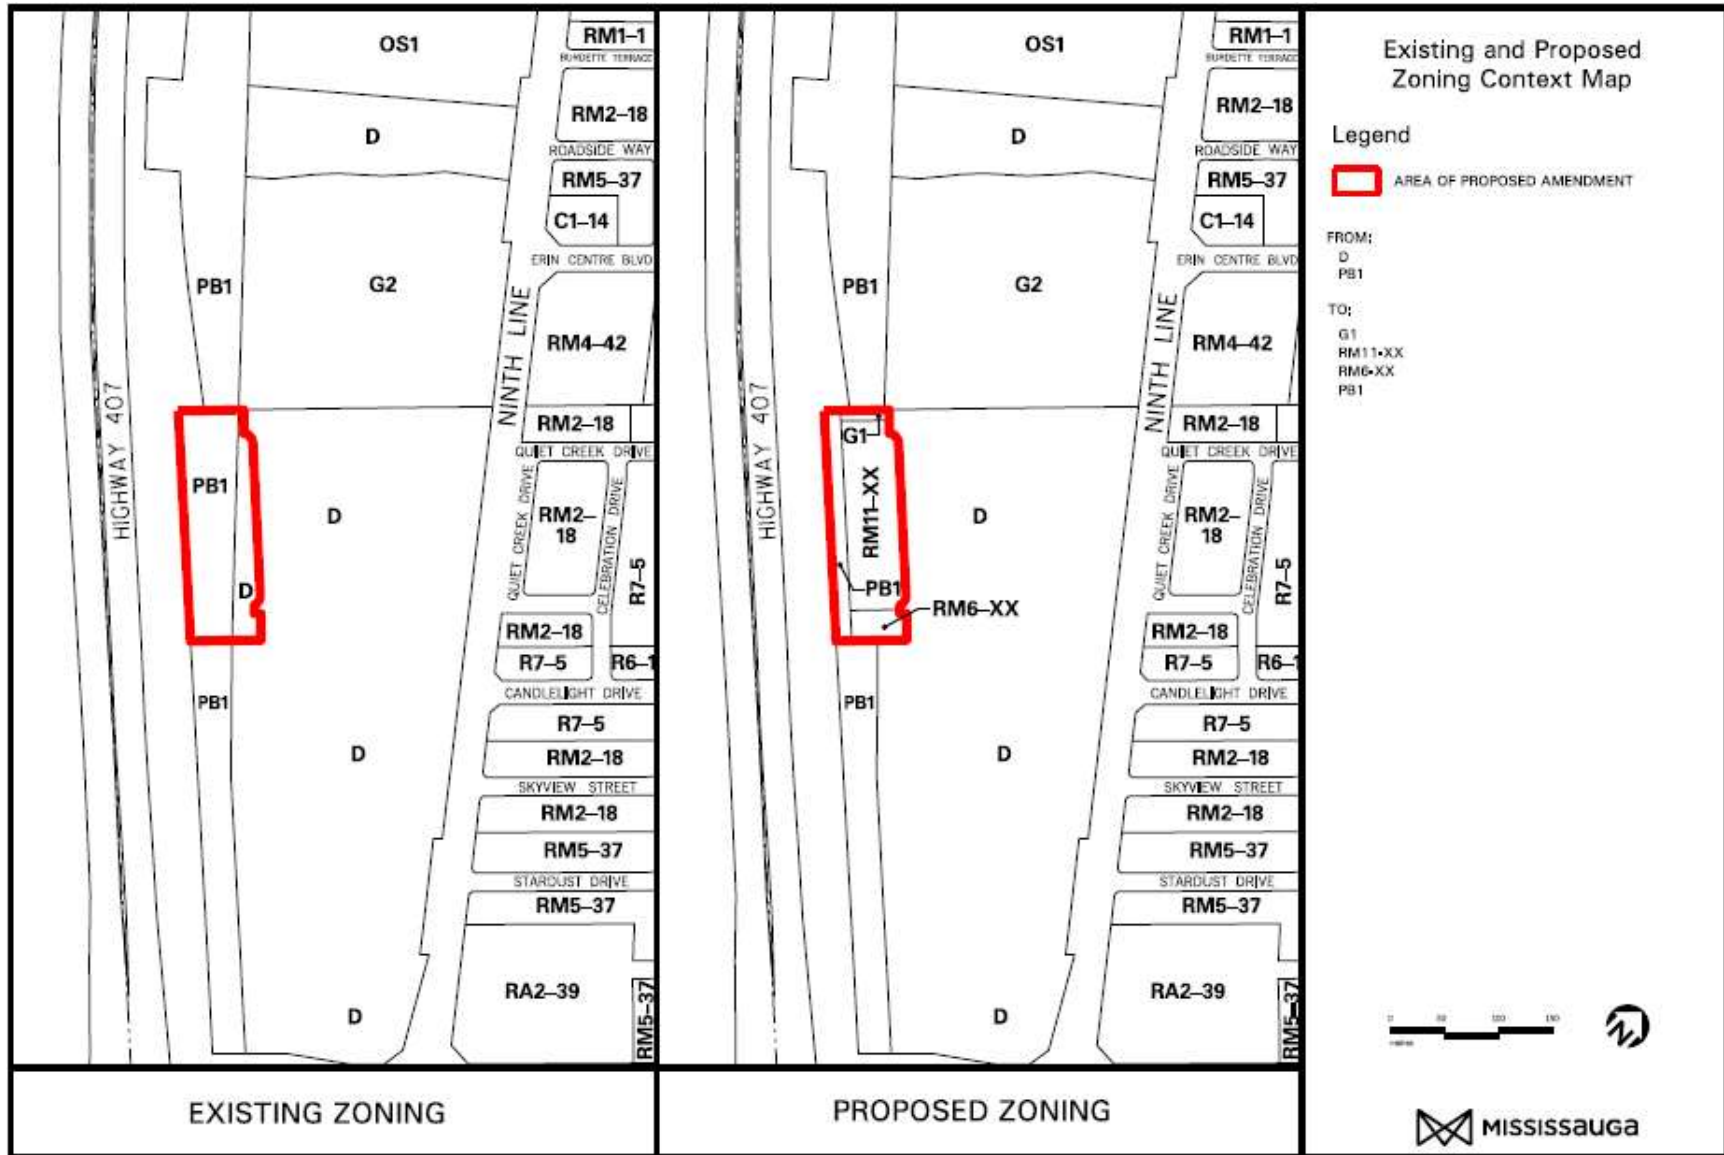 OS1
RM1–1
BURDETTE TERRACE
D
RM2–18
ROADSIDE WAY
RM5–37
C1–14
ERIN CENTRE BLVD
PB1
G2
NINTH LINE
RM4–42
HIGHWAY 407
RM2–18
QUIET CREEK DRIVE
PB1
D
QUIET CREEK DRIVE
RM2–
18
CELEBRATION DRIVE
R7–5
D
RM2–18
R7–5
R6–1
CANDLELIGHT DRIVE
PB1
R7–5
D
RM2–18
SKYVIEW STREET
RM2–18
RM5–37
STARDUST DRIVE
RM5–37
RA2–39
D
RM5–37
EXISTING ZONING
OS1
RM1–1
BURDETTE TERRACE
D
RM2–18
ROADSIDE WAY
RM5–37
C1–14
ERIN CENTRE BLVD
PB1
G2
NINTH LINE
RM4–42
HIGHWAY 407
RM2–18
QUIET CREEK DRIVE
G1
RM11–XX
D
QUIET CREEK DRIVE
RM2–
18
CELEBRATION DRIVE
R7–5
PB1
RM6–XX
RM2–18
R7–5
R6–1
CANDLELIGHT DRIVE
PB1
R7–5
D
RM2–18
SKYVIEW STREET
RM2–18
RM5–37
STARDUST DRIVE
RM5–37
RA2–39
D
RM5–37
PROPOSED ZONING
Existing and Proposed
Zoning Context Map
Legend
AREA OF PROPOSED AMENDMENT
FROM:
D
PB1
TO:
G1
RM11-XX
RM6-XX
PB1
0 50 100 150
N
MISSISSAUGA